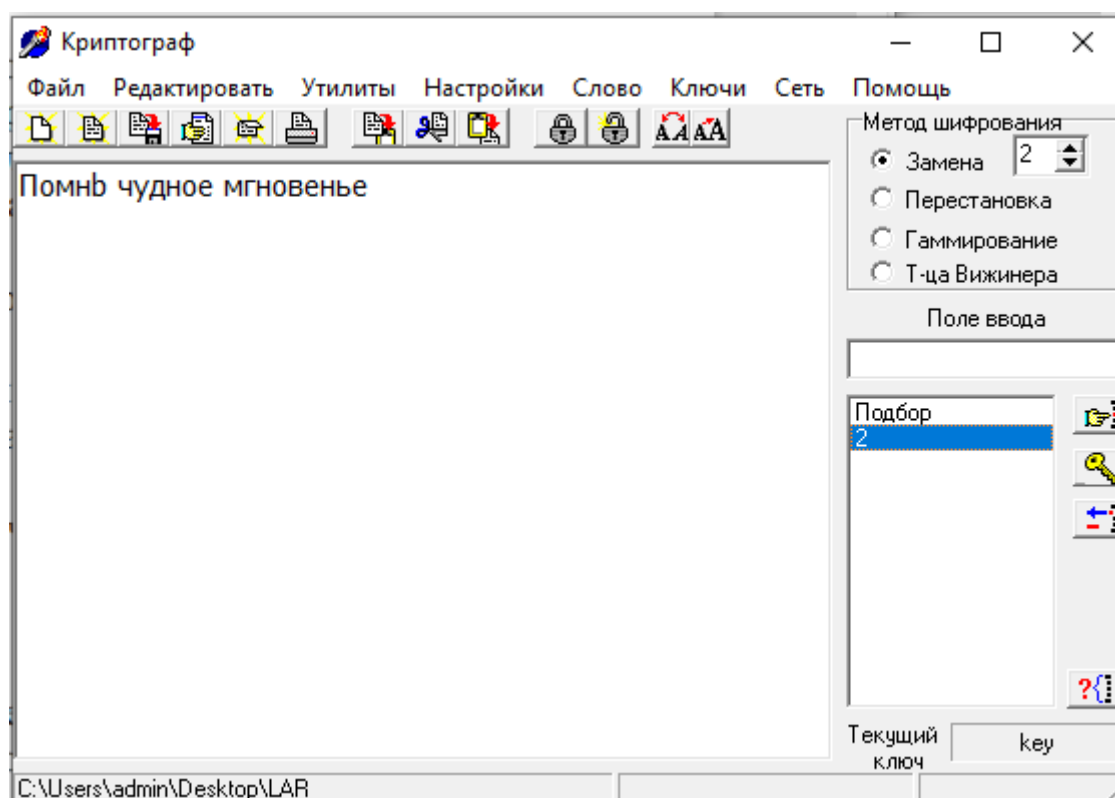 Криптограф
Файл Редактировать Утилиты Настройки Слово Ключи Сеть Помощь
Помнb чудное мгновенье
Метод шифрования
Замена 2
Перестановка
Гаммирование
Т-ца Вижинера
Поле ввода
Подбор
2
Текущий ключ
key
C:\Users\admin\Desktop\LAR